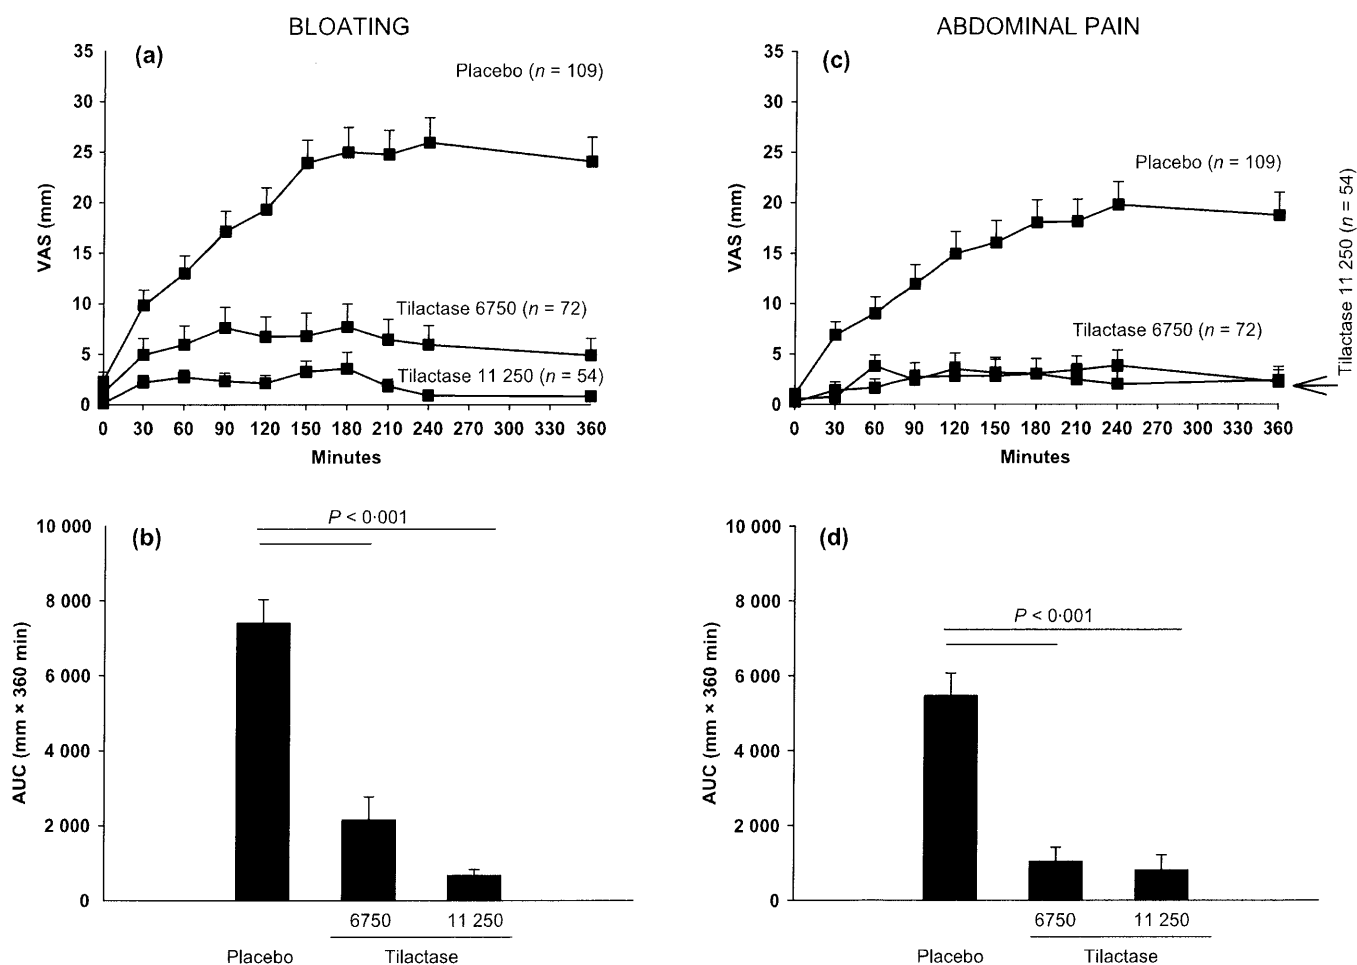 BLOATING
(a)
Placebo (n = 109)
Tilactase 6750 (n = 72)
Tilactase 11 250 (n = 54)
VAS (mm)
35
30
25
20
15
10
5
0
0 30 60 90 120 150 180 210 240 270 300 330 360
Minutes
ABDOMINAL PAIN
(c)
Placebo (n = 109)
Tilactase 6750 (n = 72)
Tilactase 11 250 (n = 54)
VAS (mm)
35
30
25
20
15
10
5
0
0 30 60 90 120 150 180 210 240 270 300 330 360
Minutes
(b)
P < 0·001
AUC (mm × 360 min)
10 000
8 000
6 000
4 000
2 000
0
6750 11 250
Placebo Tilactase
(d)
P < 0·001
AUC (mm × 360 min)
10 000
8 000
6 000
4 000
2 000
0
6750 11 250
Placebo Tilactase